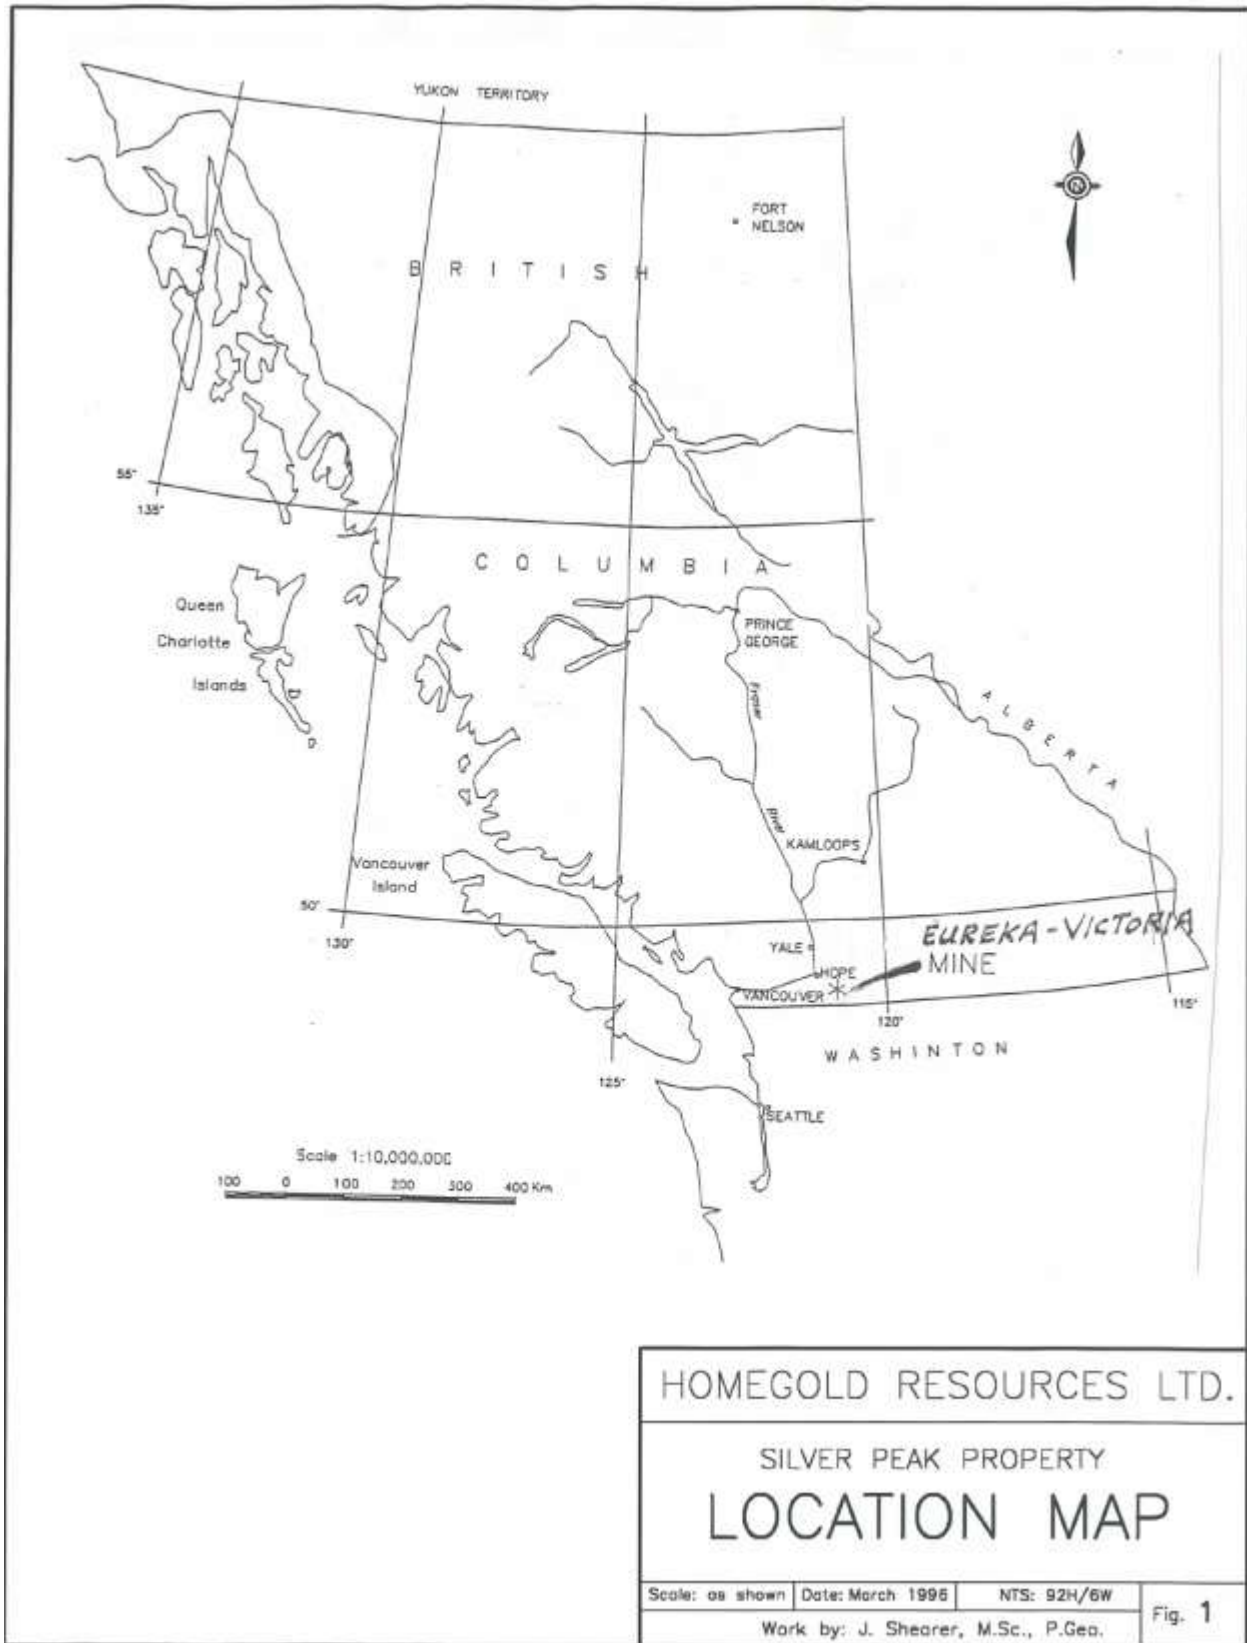 YUKON TERRITORY
N
FORT
NELSON
BRITISH
55°
135°
COLUMBIA
Queen
Charlotte
Islands
PRINCE
GEORGE
Fraser
ALBERTA
River
KAMLOOPS
Vancouver
Island
50°
130°
EUREKA-VICTORIA
YALE
MINE
HOPE
VANCOUVER
120°
115°
WASHINTON
125°
SEATTLE
Scale 1:10,000,000
100 0 100 200 300 400 Km
HOMEGOLD RESOURCES LTD.
SILVER PEAK PROPERTY
LOCATION MAP
Scale: as shown Date: March 1996 NTS: 92H/6W
Fig. 1
Work by: J. Shearer, M.Sc., P.Geo.